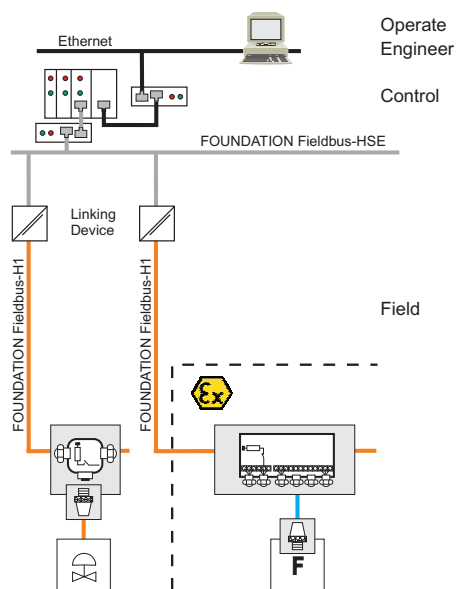 Operate
Engineer
Ethernet
Control
FOUNDATION Fieldbus-HSE
Linking
Device
FOUNDATION Fieldbus-H1
FOUNDATION Fieldbus-H1
Field
Ex
F